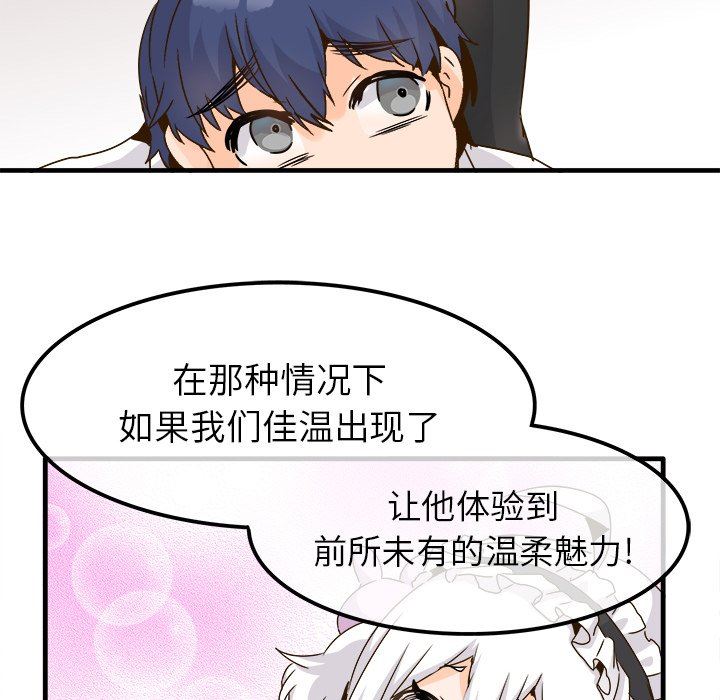 在那种情况下
如果我们佳温出现了
让他体验到
前所未有的温柔魅力!